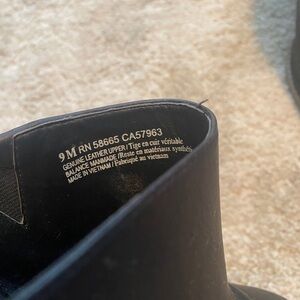 9 M RN 58665 CA57963
GENUINE LEATHER UPPER / Tige en cuir véritable
BALANCE MANMADE / Reste en matériaux synthé
MADE IN VIETNAM / Fabriqué au vietnam